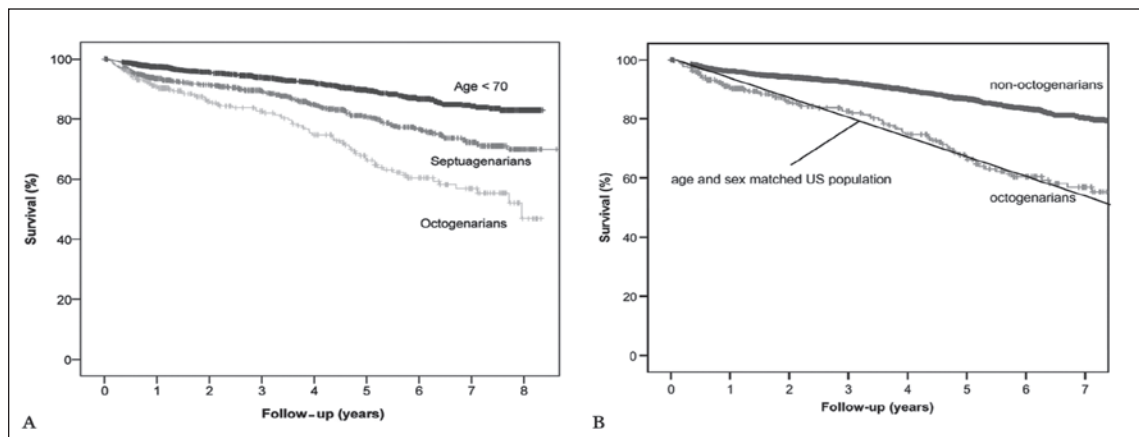 100
80
60
40
20
0
Survival (%)
Age < 70
Septuagenarians
Octogenarians
0 1 2 3 4 5 6 7 8
Follow-up (years)
A
100
80
60
40
20
0
Survival (%)
non-octogenarians
age and sex matched US population
octogenarians
0 1 2 3 4 5 6 7
Follow-up (years)
B